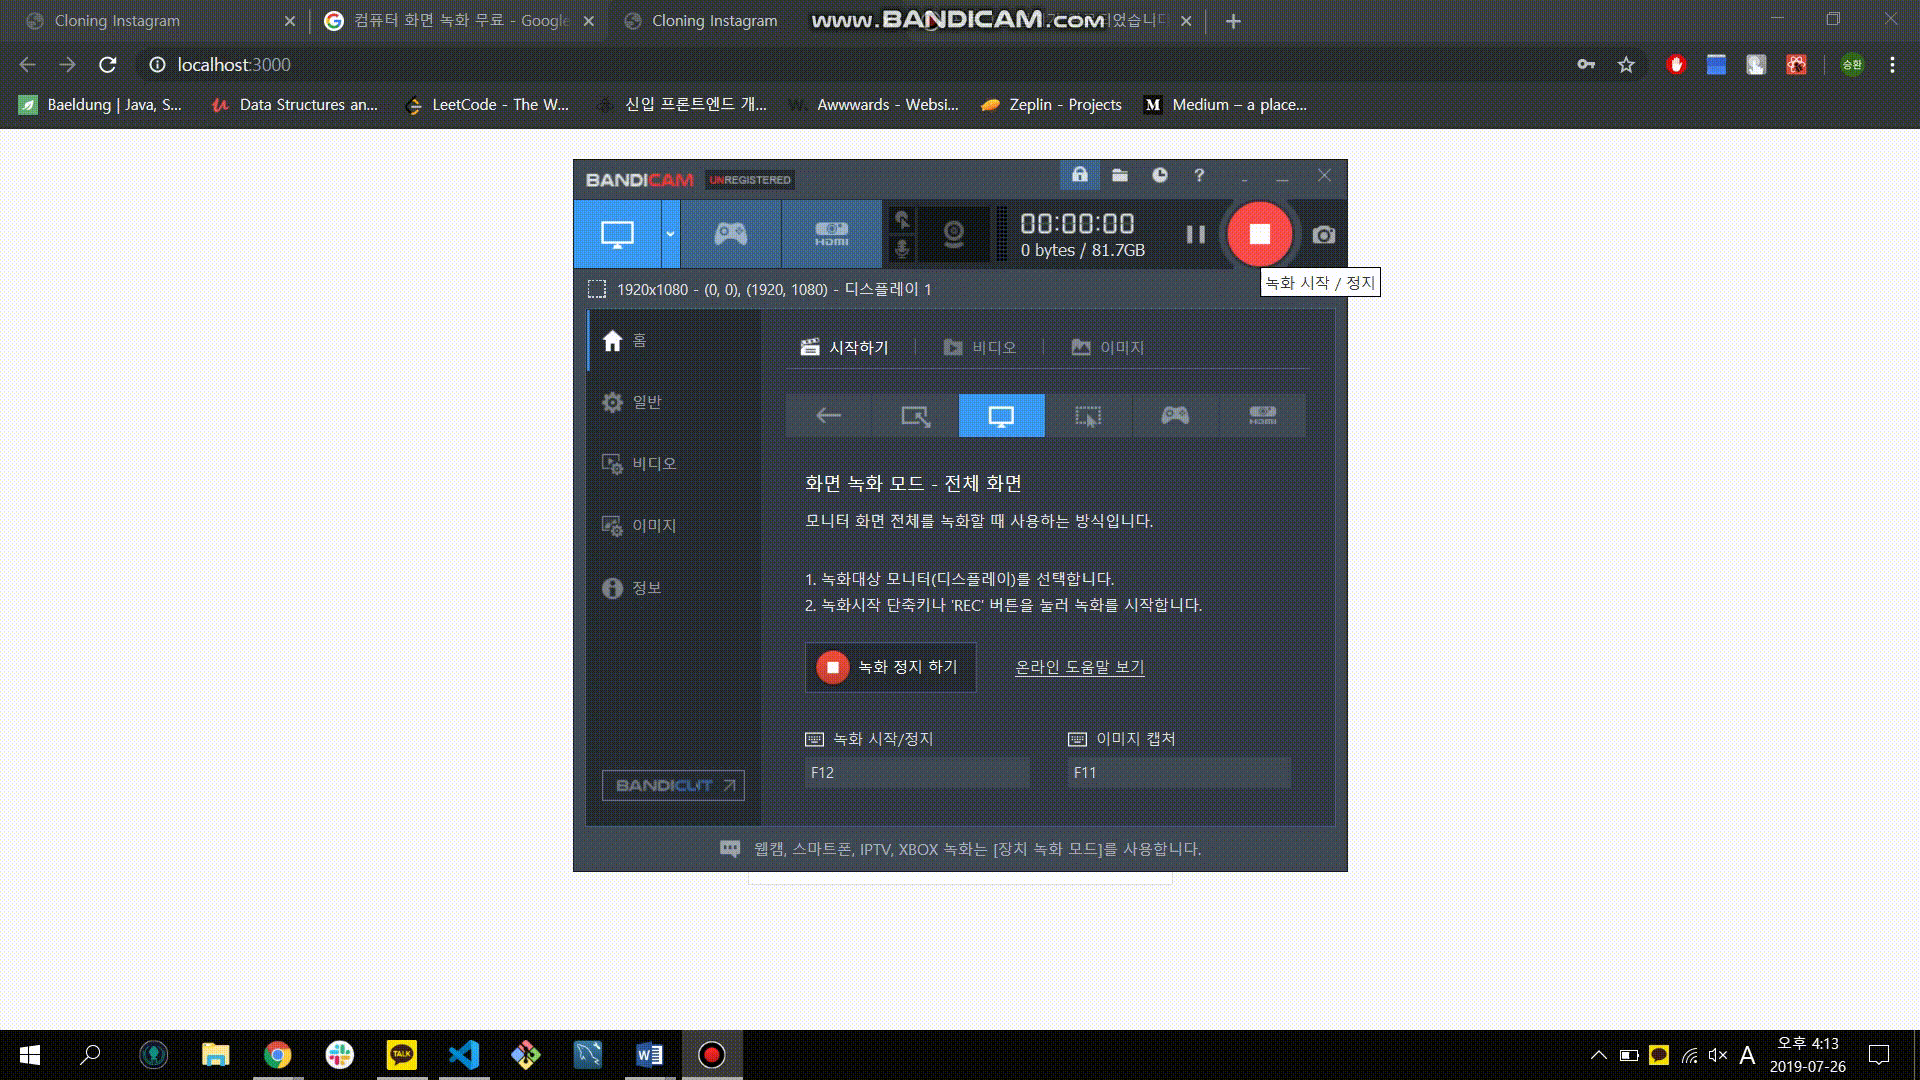 Cloning Instagram
컴퓨터 화면 녹화 무료 - Google
Cloning Instagram
www.BANDICAM.com
되었습니다
localhost:3000
승환
Baeldung | Java, S...
Data Structures an...
LeetCode - The W...
신입 프론트엔드 개...
Awwwards - Websi...
Zeplin - Projects
Medium – a place...
BANDICAM UNREGISTERED
HDMI
00:00:00
0 bytes / 81.7GB
녹화 시작 / 정지
1920x1080 - (0, 0), (1920, 1080) - 디스플레이 1
홈
일반
비디오
이미지
정보
BANDICUT
시작하기
비디오
이미지
HDMI
화면 녹화 모드 - 전체 화면
모니터 화면 전체를 녹화할 때 사용하는 방식입니다.
1. 녹화대상 모니터(디스플레이)를 선택합니다.
2. 녹화시작 단축키나 'REC' 버튼을 눌러 녹화를 시작합니다.
녹화 정지 하기
온라인 도움말 보기
녹화 시작/정지
이미지 캡처
F12
F11
웹캠, 스마트폰, IPTV, XBOX 녹화는 [장치 녹화 모드]를 사용합니다.
TALK
A
오후 4:13
2019-07-26